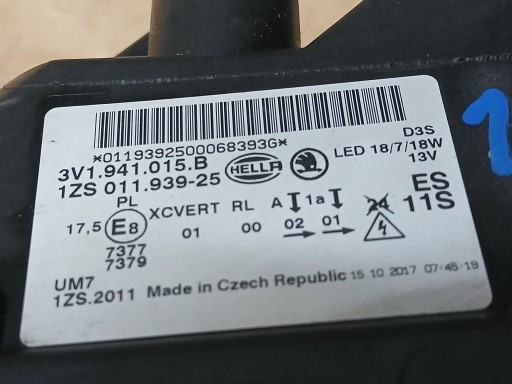 *0119392500068393G*
3V1.941.015.B
1ZS 011.939-25
HELLA
D3S
LED 18/7/18W
13V
PL
17,5 E8 XCVERT RL A 1a 24 ES
01 00 02 01 11S
7377
7379
UM7
1ZS.2011 Made in Czech Republic 15 10 2017 07:45:19
1